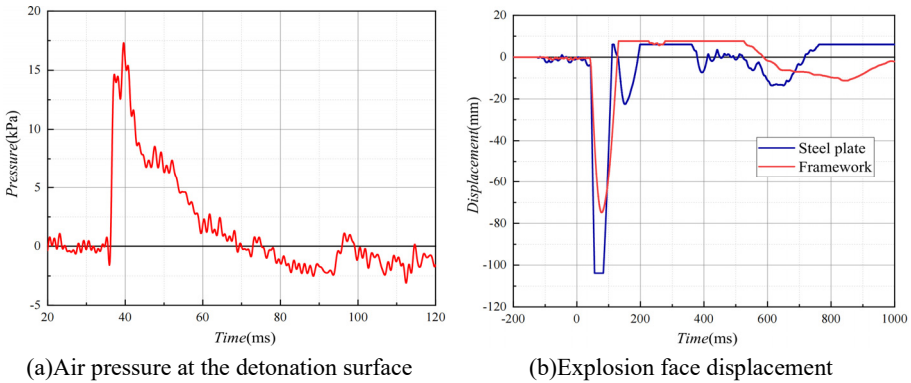 20
15
10
5
0
-5
Pressure(kPa)
20 40 60 80 100 120
Time(ms)
(a)Air pressure at the detonation surface
20
0
-20
-40
-60
-80
-100
-120
Displacement(mm)
Steel plate
Framework
-200 0 200 400 600 800 1000
Time(ms)
(b)Explosion face displacement